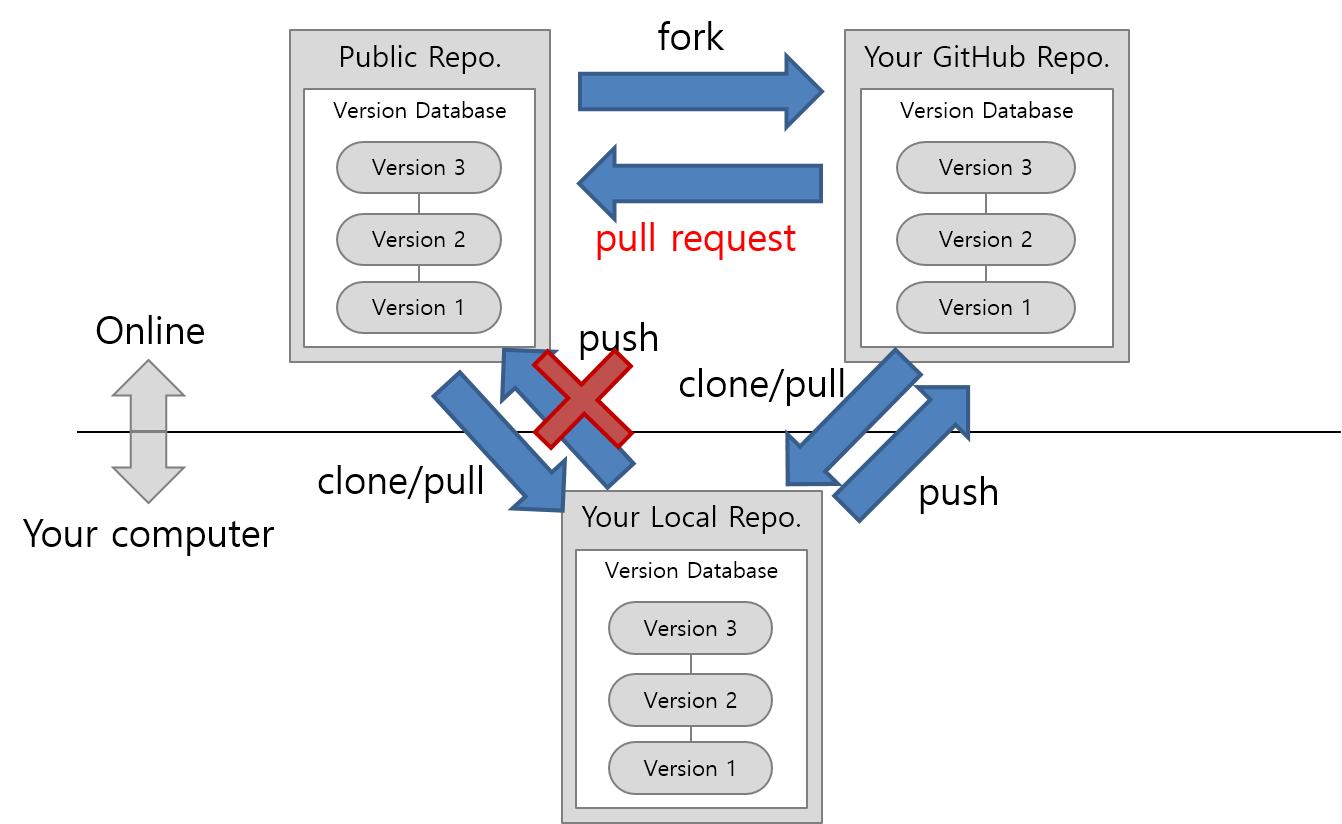 fork
Public Repo.
Version Database
Version 3
Version 2
Version 1
Your GitHub Repo.
Version Database
Version 3
Version 2
Version 1
pull request
Online
push
clone/pull
clone/pull
push
Your computer
Your Local Repo.
Version Database
Version 3
Version 2
Version 1